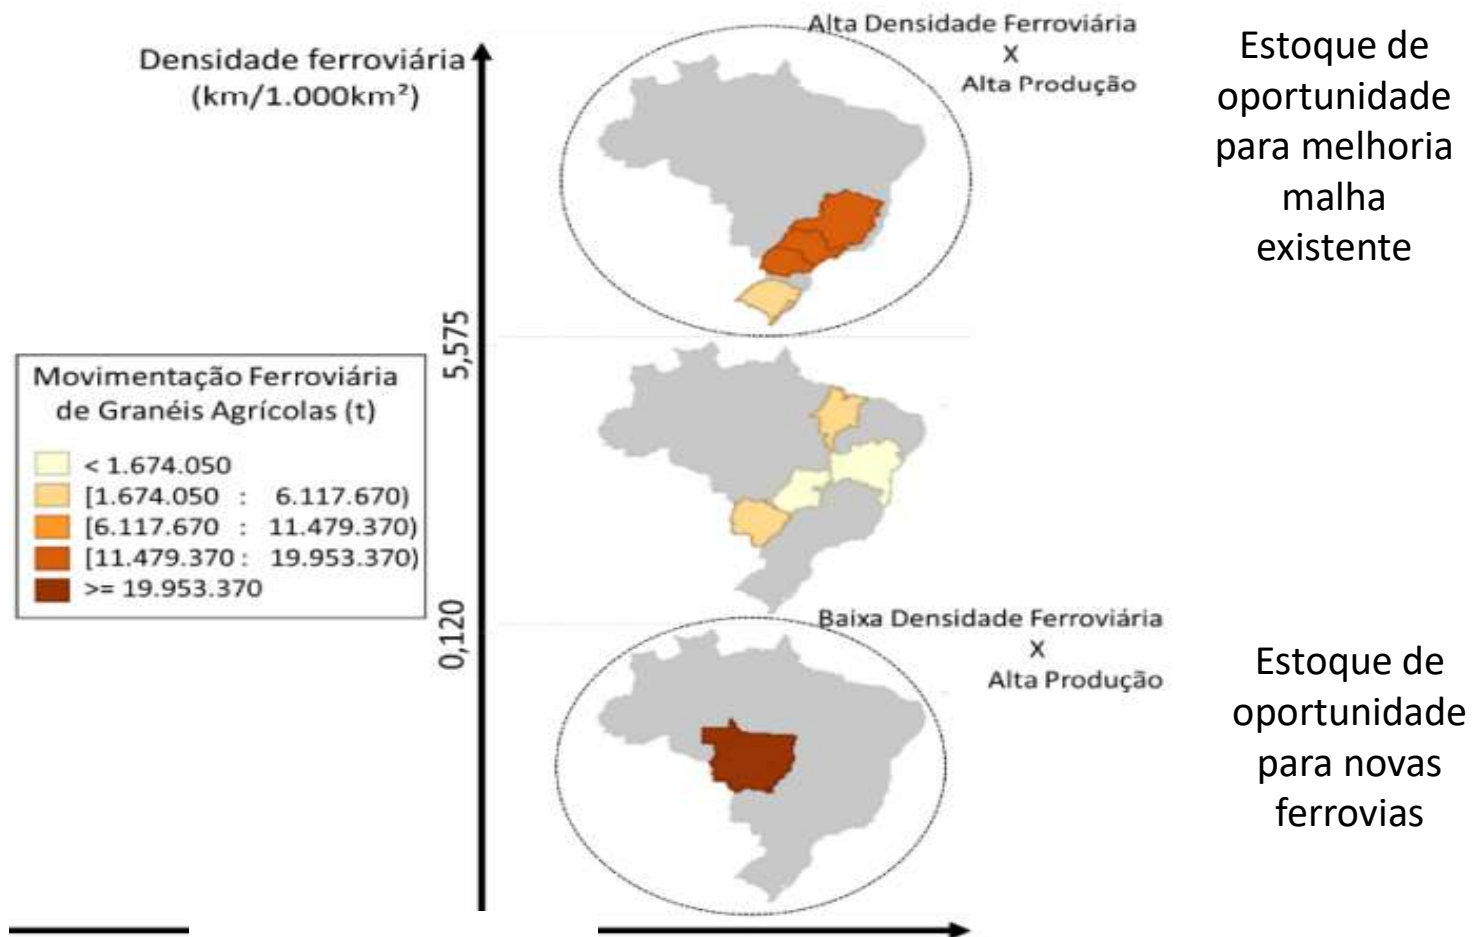 Densidade ferroviária
(km/1.000km²)
Alta Densidade Ferroviária
X
Alta Produção
Estoque de
oportunidade
para melhoria
malha
existente
5,575
Movimentação Ferroviária
de Granéis Agrícolas (t)
< 1.674.050
[1.674.050 : 6.117.670)
[6.117.670 : 11.479.370)
[11.479.370 : 19.953.370)
>= 19.953.370
0,120
Baixa Densidade Ferroviária
X
Alta Produção
Estoque de
oportunidade
para novas
ferrovias